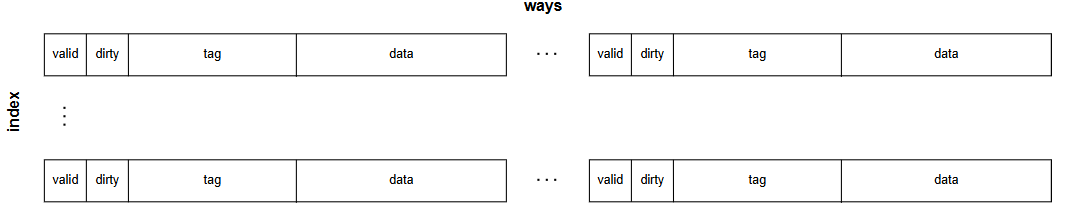 ways
valid dirty tag data ... valid dirty tag data
index
⋮
valid dirty tag data ... valid dirty tag data